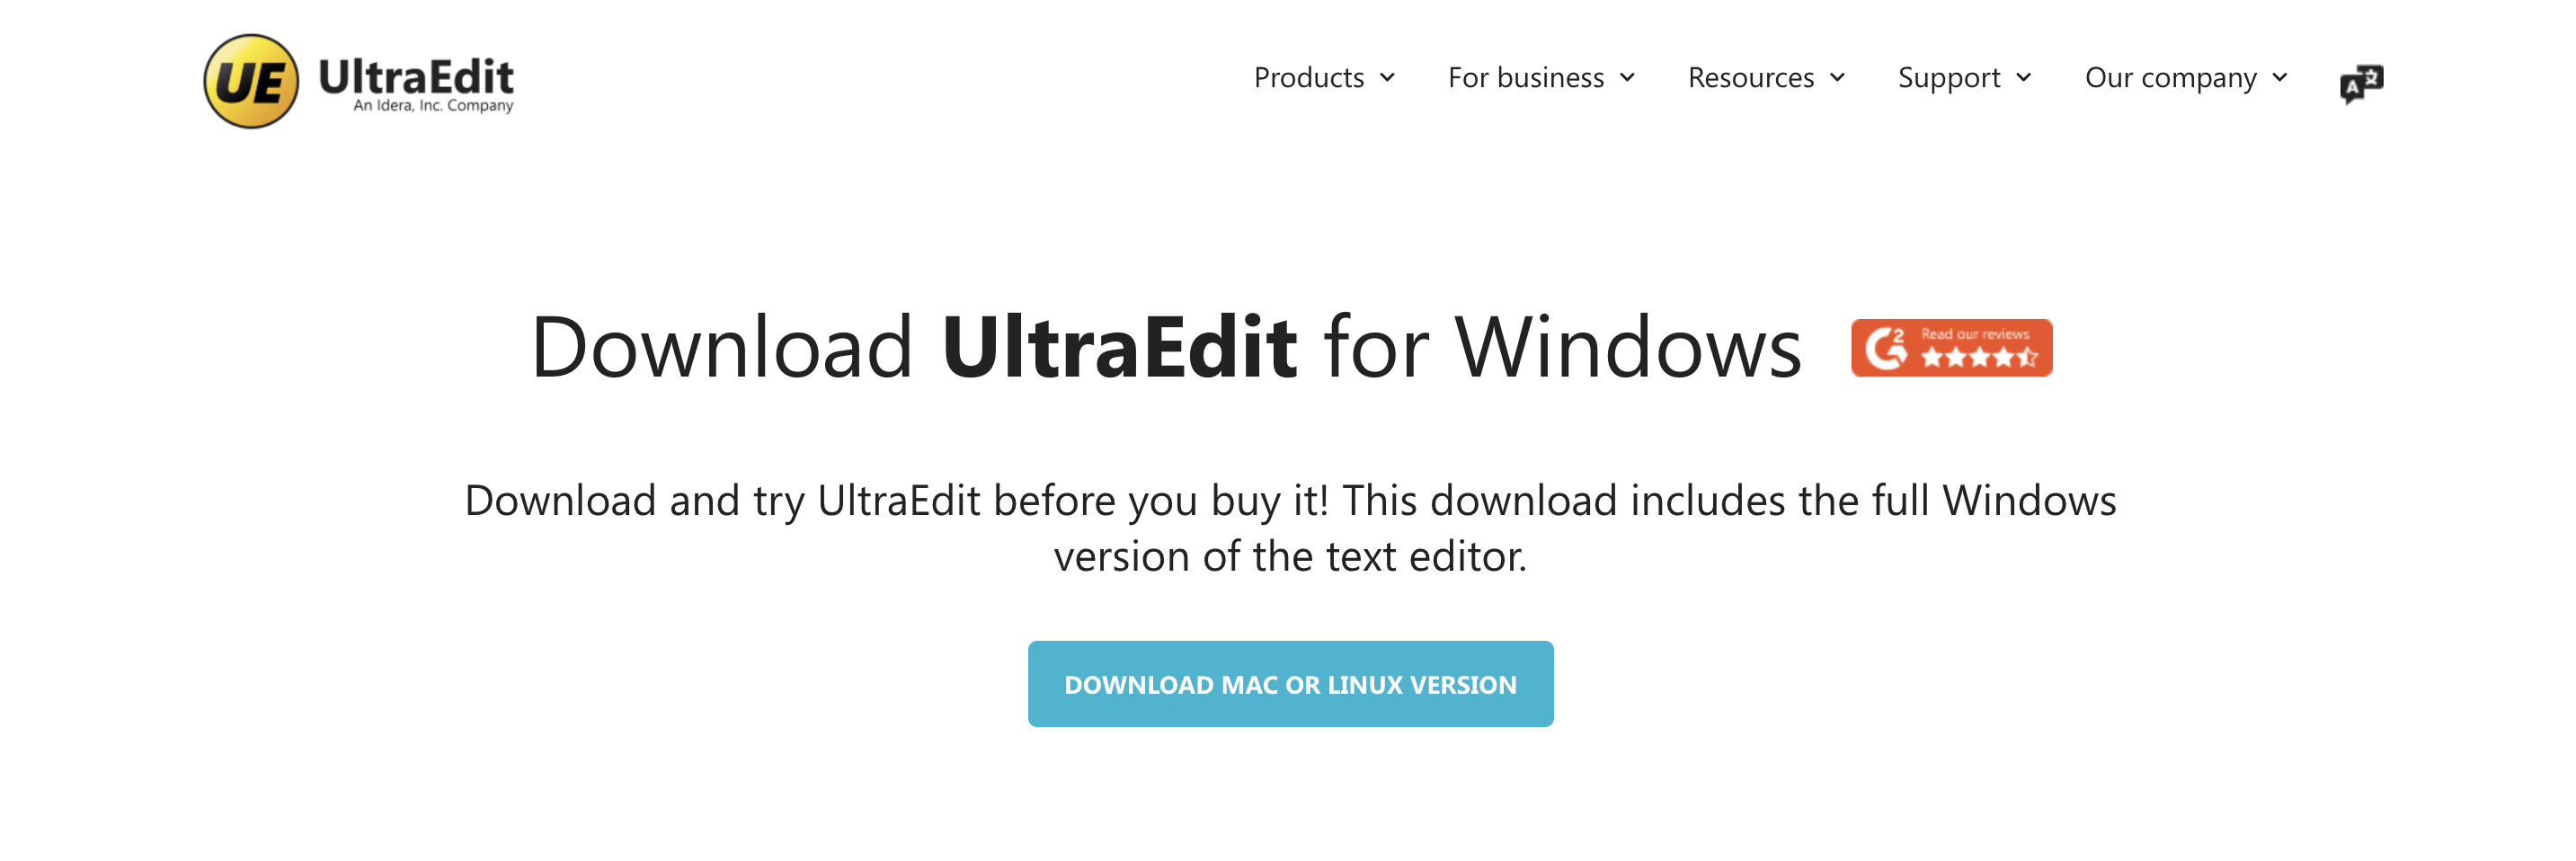 UE UltraEdit
An Idera, Inc. Company
Products For business Resources Support Our company A 文
Download UltraEdit for Windows
G2 Read our reviews
Download and try UltraEdit before you buy it! This download includes the full Windows
version of the text editor.
DOWNLOAD MAC OR LINUX VERSION